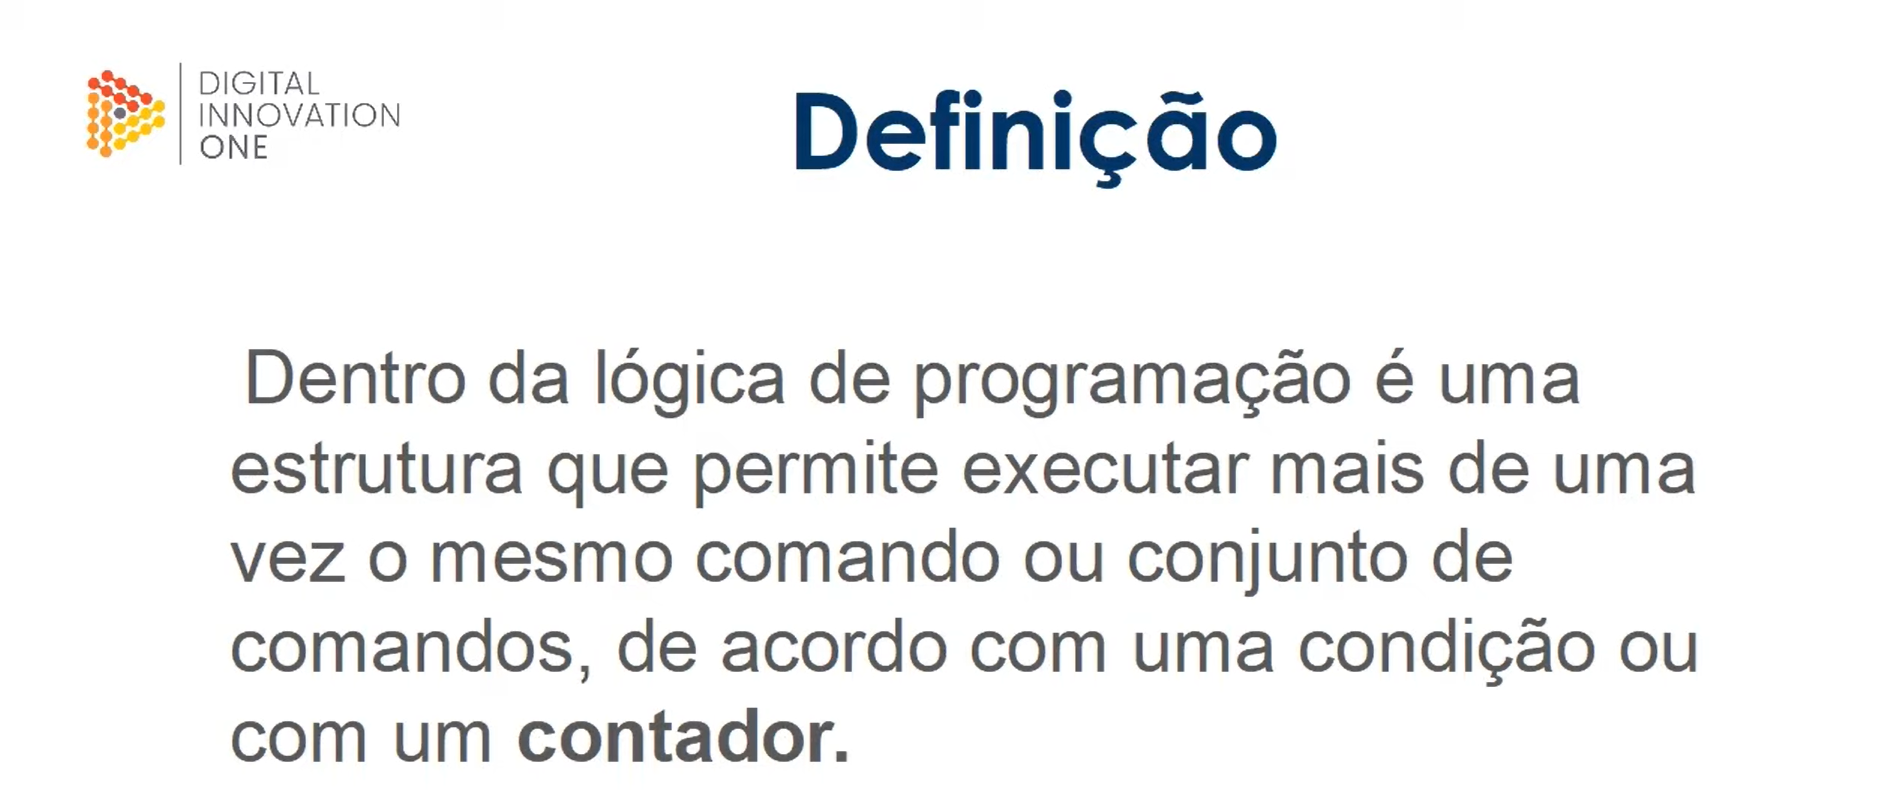 DIGITAL
INNOVATION
ONE
Definição
Dentro da lógica de programação é uma
estrutura que permite executar mais de uma
vez o mesmo comando ou conjunto de
comandos, de acordo com uma condição ou
com um contador.